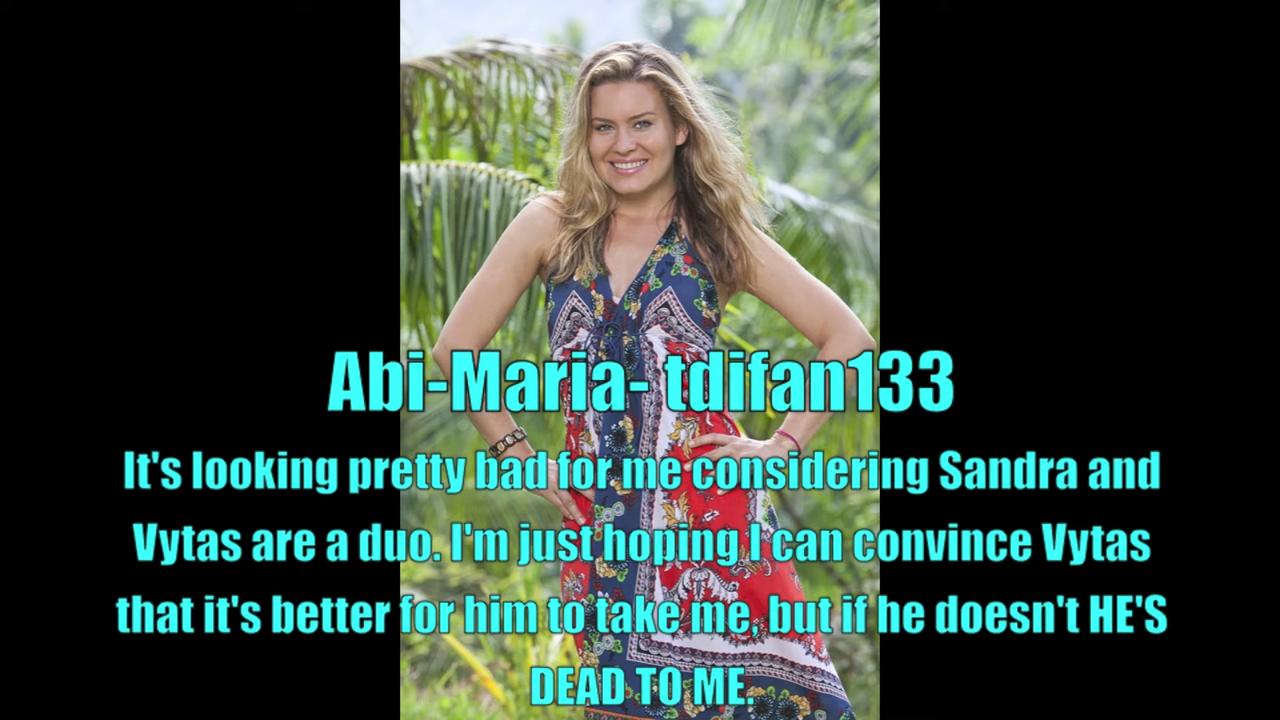 Abi-Maria- tdifan133
It's looking pretty bad for me considering Sandra and
Vytas are a duo. I'm just hoping I can convince Vytas
that it's better for him to take me, but if he doesn't HE'S
DEAD TO ME.